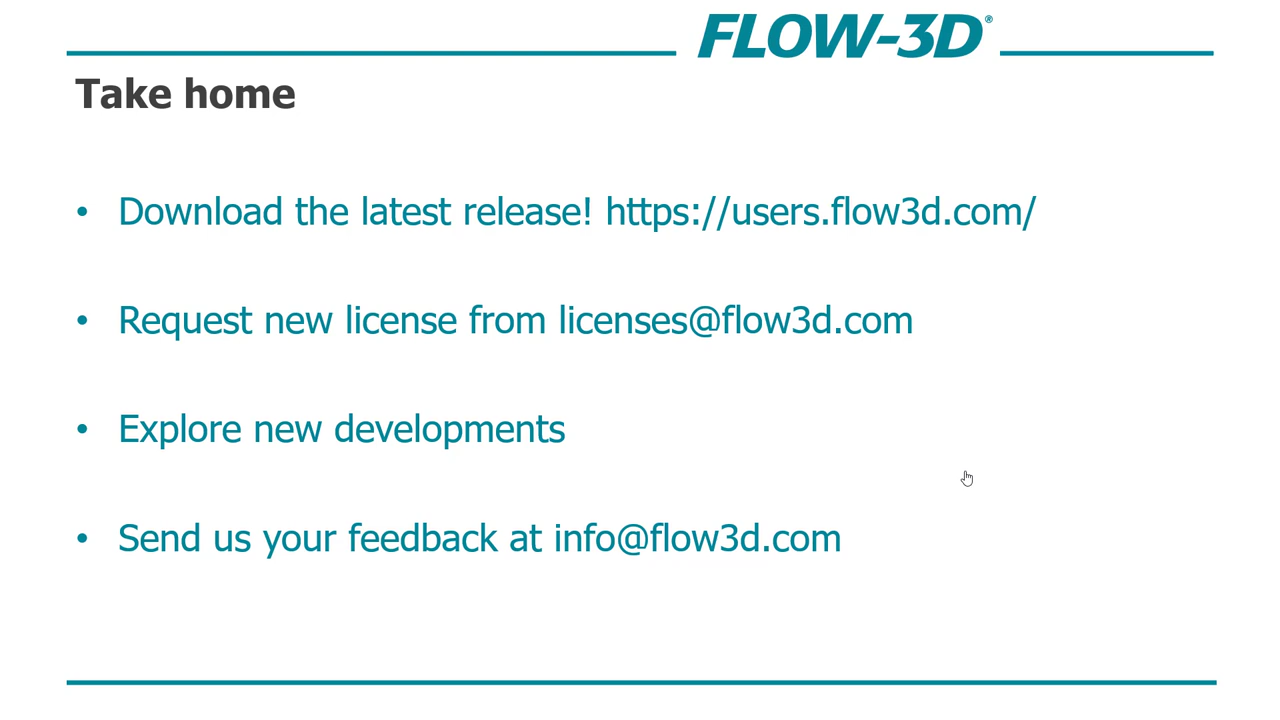 FLOW-3D®
Take home
• Download the latest release! https://users.flow3d.com/
• Request new license from licenses@flow3d.com
• Explore new developments
• Send us your feedback at info@flow3d.com